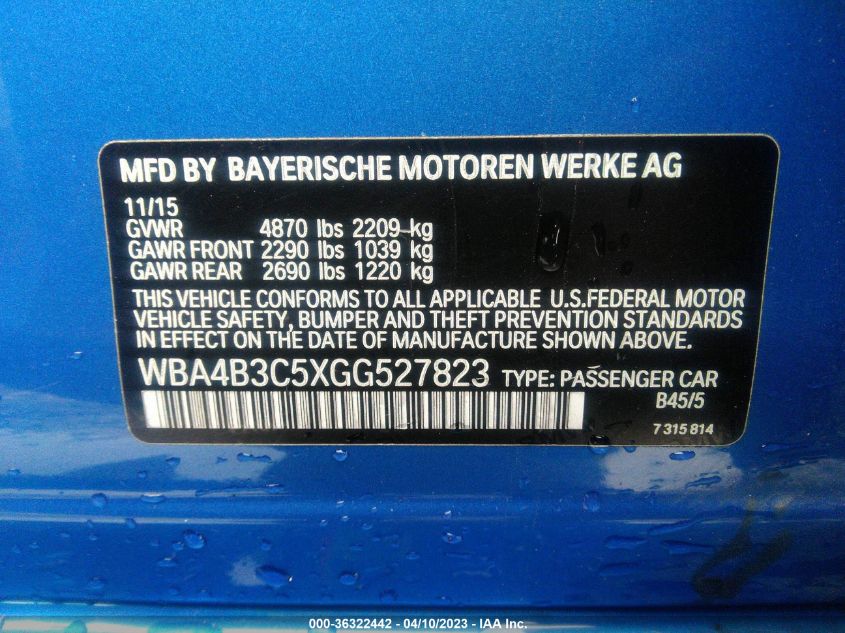 MFD BY BAYERISCHE MOTOREN WERKE AG
11/15
GVWR 4870 lbs 2209 kg
GAWR FRONT 2290 lbs 1039 kg
GAWR REAR 2690 lbs 1220 kg
THIS VEHICLE CONFORMS TO ALL APPLICABLE U.S.FEDERAL MOTOR
VEHICLE SAFETY, BUMPER AND THEFT PREVENTION STANDARDS
IN EFFECT ON THE DATE OF MANUFACTURE SHOWN ABOVE.
WBA4B3C5XGG527823 TYPE: PASSENGER CAR
B45/5
7 315 814
000-36322442 - 04/10/2023 - IAA Inc.